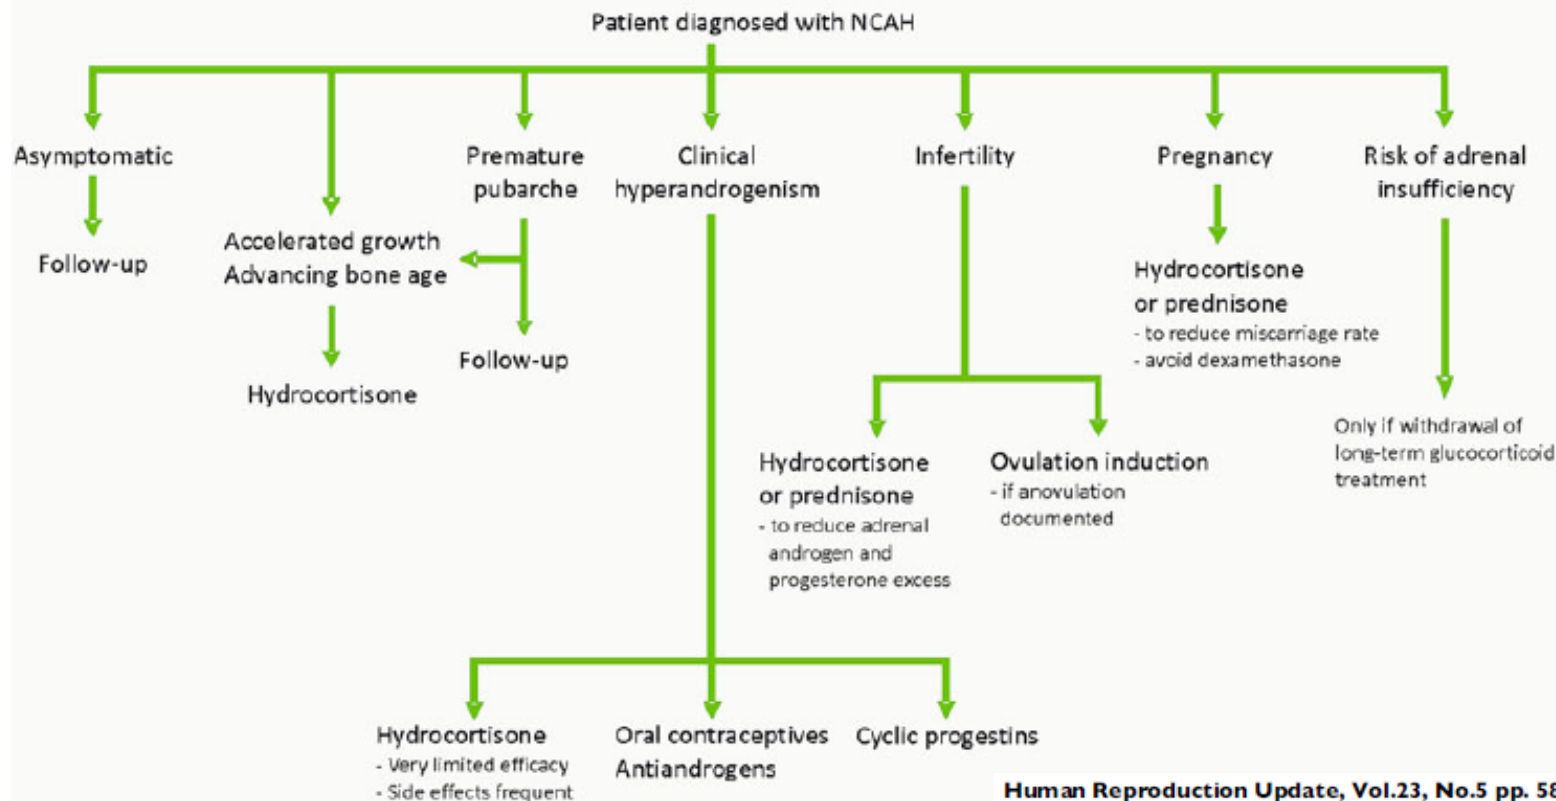 Patient diagnosed with NCAH
Asymptomatic
Follow-up
Accelerated growth
Advancing bone age
Hydrocortisone
Premature
pubarche
Follow-up
Clinical
hyperandrogenism
Hydrocortisone
- Very limited efficacy
- Side effects frequent
Oral contraceptives
Antiandrogens
Cyclic progestins
Infertility
Hydrocortisone
or prednisone
- to reduce adrenal
androgen and
progesterone excess
Ovulation induction
- if anovulation
documented
Pregnancy
Hydrocortisone
or prednisone
- to reduce miscarriage rate
- avoid dexamethasone
Risk of adrenal
insufficiency
Only if withdrawal of
long-term glucocorticoid
treatment
Human Reproduction Update, Vol.23, No.5 pp. 58